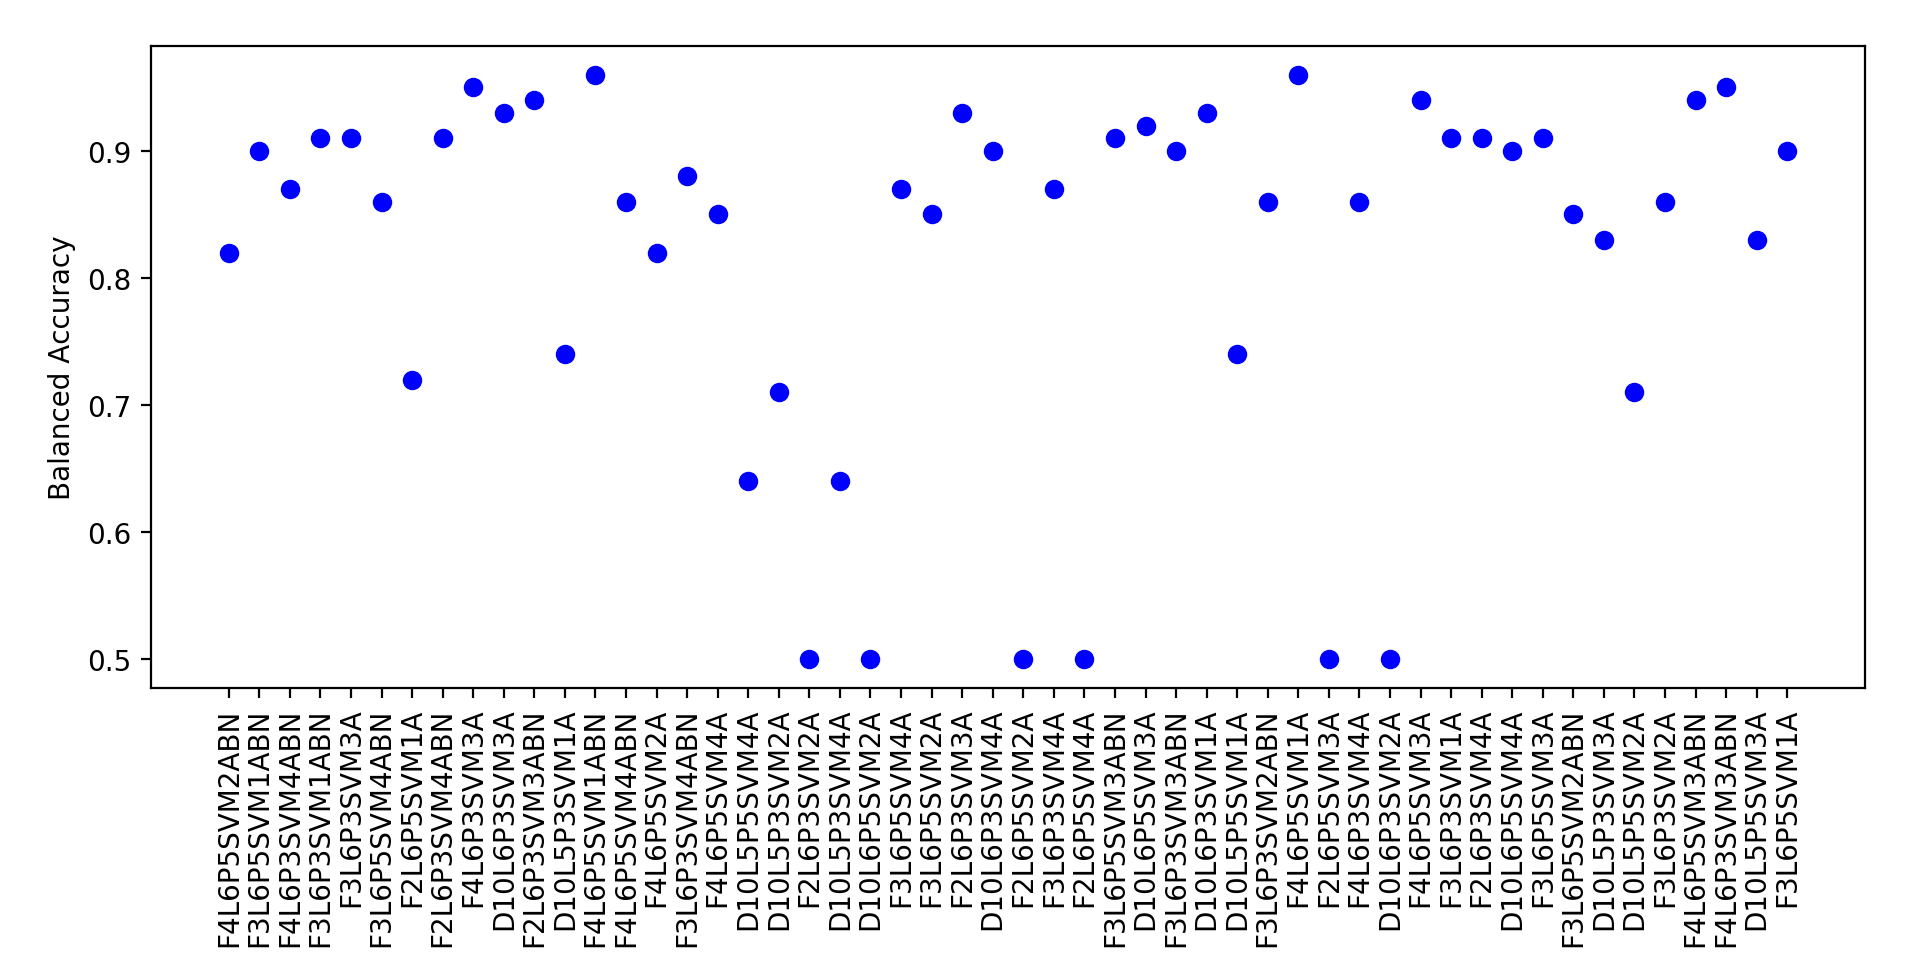 Balanced Accuracy
0.9
0.8
0.7
0.6
0.5
F4L6P5SVM2ABN
F3L6P5SVM1ABN
F4L6P3SVM4ABN
F3L6P3SVM1ABN
F3L6P3SVM3A
F3L6P5SVM4ABN
F2L6P5SVM1A
F2L6P3SVM4ABN
F4L6P3SVM3A
D10L6P3SVM3A
F2L6P3SVM3ABN
D10L5P3SVM1A
F4L6P5SVM1ABN
F4L6P5SVM4ABN
F4L6P5SVM2A
F3L6P3SVM4ABN
F4L6P5SVM4A
D10L5P5SVM4A
D10L5P3SVM2A
F2L6P3SVM2A
D10L5P3SVM4A
D10L6P5SVM2A
F3L6P5SVM4A
F3L6P5SVM2A
F2L6P3SVM3A
D10L6P3SVM4A
F2L6P5SVM2A
F3L6P3SVM4A
F2L6P5SVM4A
F3L6P5SVM3ABN
D10L6P5SVM3A
F3L6P3SVM3ABN
D10L6P3SVM1A
D10L5P5SVM1A
F3L6P3SVM2ABN
F4L6P5SVM1A
F2L6P5SVM3A
F4L6P3SVM4A
D10L6P3SVM2A
F4L6P5SVM3A
F3L6P3SVM1A
F2L6P3SVM4A
D10L6P5SVM4A
F3L6P5SVM3A
F3L6P5SVM2ABN
D10L5P3SVM3A
D10L5P5SVM2A
F3L6P3SVM2A
F4L6P5SVM3ABN
F4L6P3SVM3ABN
D10L5P5SVM3A
F3L6P5SVM1A